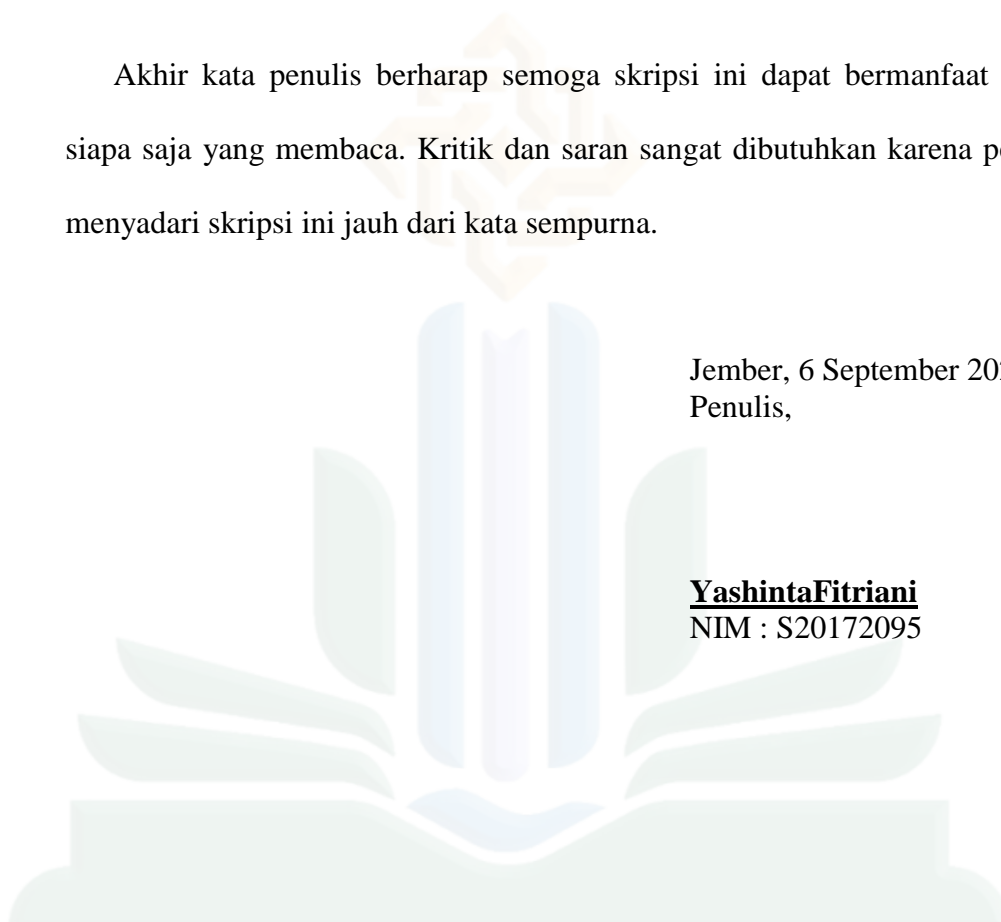 Akhir kata penulis berharap semoga skripsi ini dapat bermanfaat
siapa saja yang membaca. Kritik dan saran sangat dibutuhkan karena
menyadari skripsi ini jauh dari kata sempurna.
Jember, 6 September
Penulis,
YashintaFitriani
NIM : S20172095